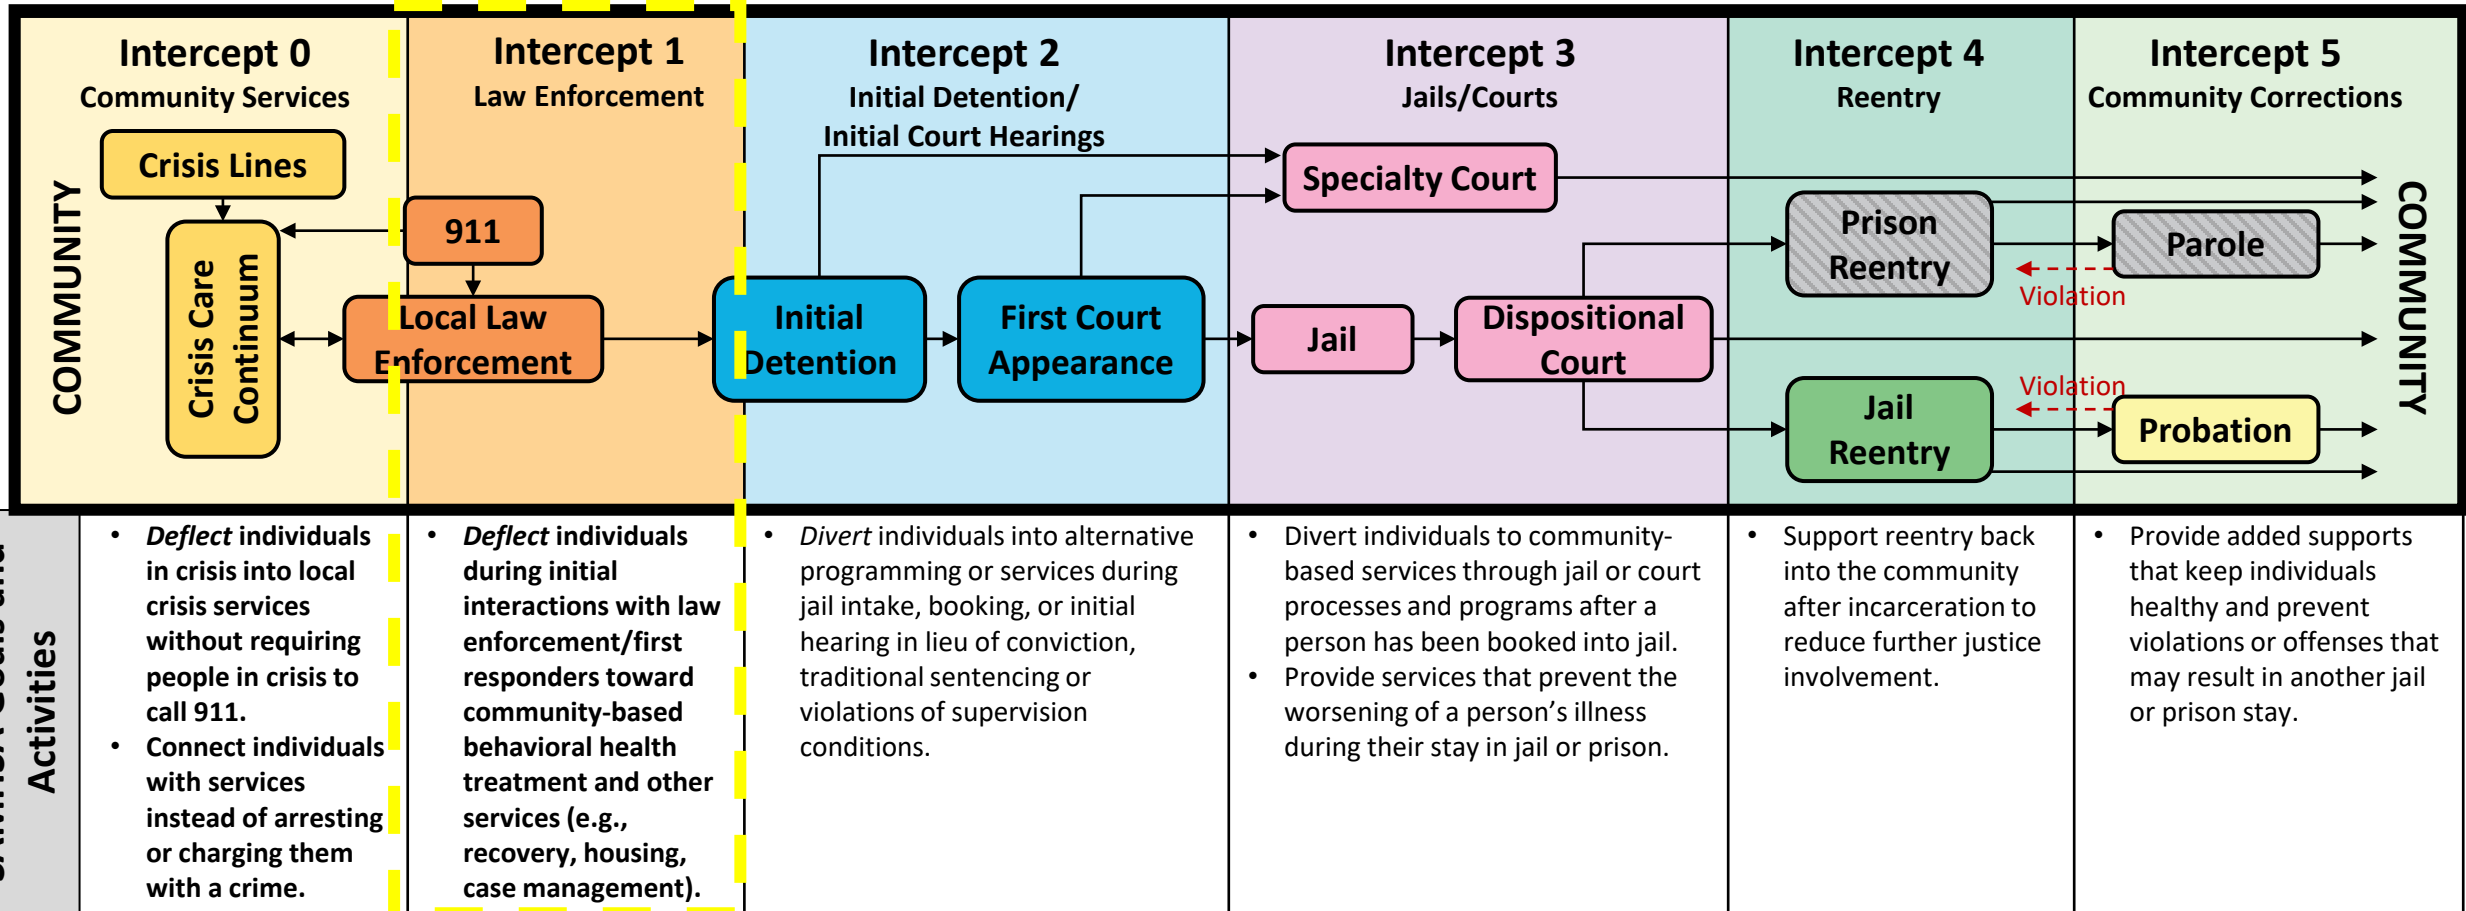 Intercept 0
Community Services
Intercept 1
Law Enforcement
Intercept 2
Initial Detention/
Initial Court Hearings
Intercept 3
Jails/Courts
Intercept 4
Reentry
Intercept 5
Community Corrections
COMMUNITY
Crisis Lines
Crisis Care
Continuum
911
Local Law
Enforcement
Initial
Detention
First Court
Appearance
Specialty Court
Jail
Dispositional
Court
Prison
Reentry
Jail
Reentry
Parole
Violation
Violation
Probation
COMMUNITY
Activities
• Deflect individuals
in crisis into local
crisis services
without requiring
people in crisis to
call 911.
• Connect individuals
with services
instead of arresting
or charging them
with a crime.
• Deflect individuals
during initial
interactions with law
enforcement/first
responders toward
community-based
behavioral health
treatment and other
services (e.g.,
recovery, housing,
case management).
• Divert individuals into alternative
programming or services during
jail intake, booking, or initial
hearing in lieu of conviction,
traditional sentencing or
violations of supervision
conditions.
• Divert individuals to community-
based services through jail or court
processes and programs after a
person has been booked into jail.
• Provide services that prevent the
worsening of a person’s illness
during their stay in jail or prison.
• Support reentry back
into the community
after incarceration to
reduce further justice
involvement.
• Provide added supports
that keep individuals
healthy and prevent
violations or offenses that
may result in another jail
or prison stay.